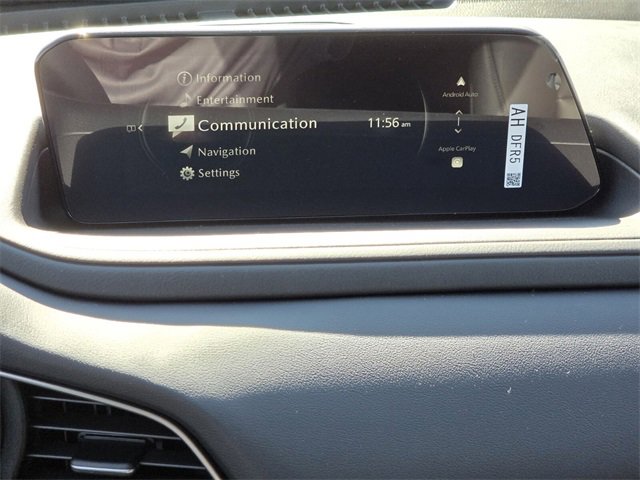 Information
Entertainment
Communication
11:56 am
Navigation
Settings
Android Auto
Apple CarPlay
AH DFR5